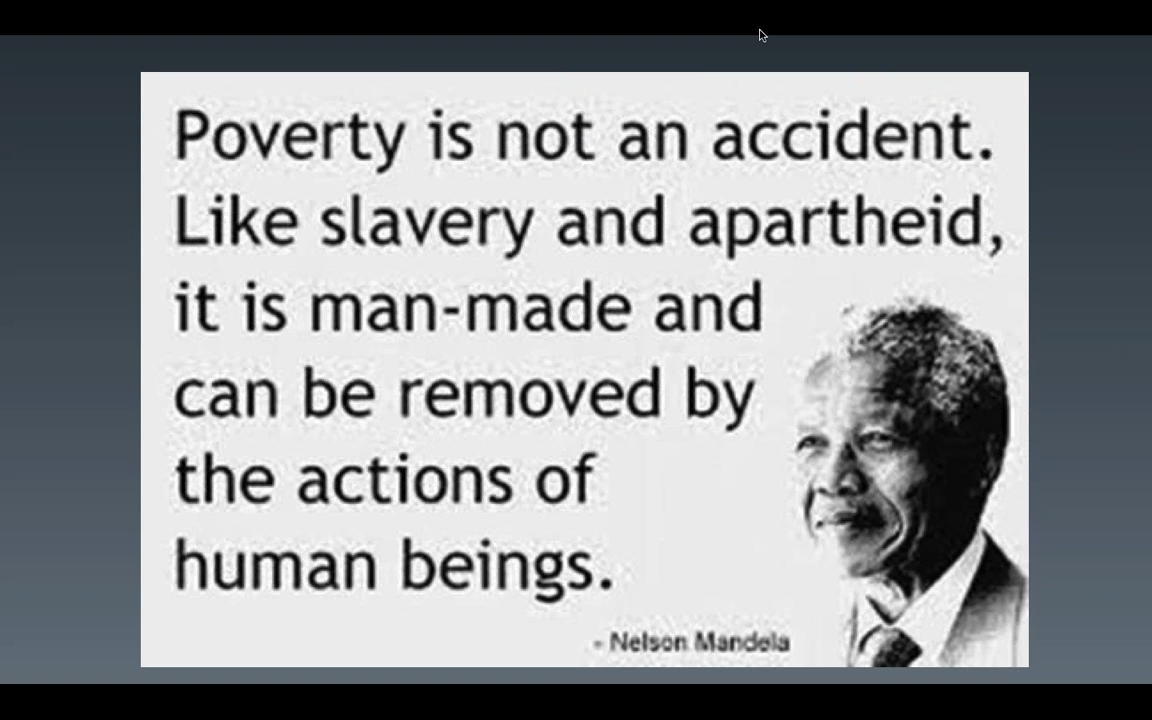 Poverty is not an accident.
Like slavery and apartheid,
it is man-made and
can be removed by
the actions of
human beings.
- Nelson Mandela